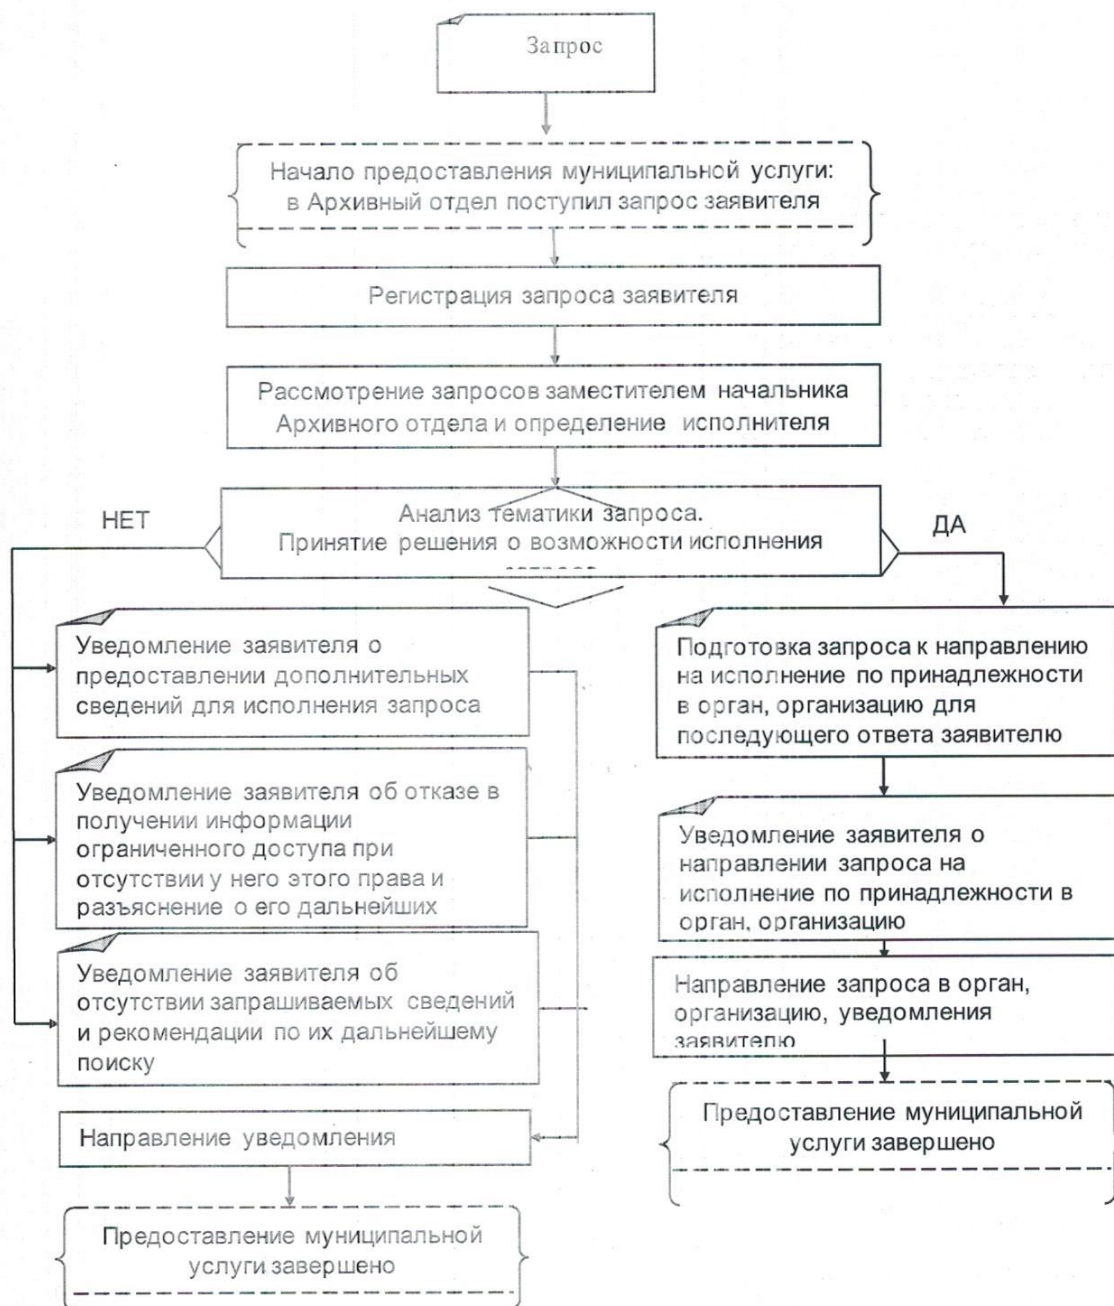 Запрос
Начало предоставления муниципальной услуги:
в Архивный отдел поступил запрос заявителя
Регистрация запроса заявителя
Рассмотрение запросов заместителем начальника
Архивного отдела и определение исполнителя
НЕТ
Анализ тематики запроса.
Принятие решения о возможности исполнения
ДА
Уведомление заявителя о
предоставлении дополнительных
сведений для исполнения запроса
Уведомление заявителя об отказе в
получении информации
ограниченного доступа при
отсутствии у него этого права и
разъяснение о его дальнейших
Уведомление заявителя об
отсутствии запрашиваемых сведений
и рекомендации по их дальнейшему
поиску
Направление уведомления
Предоставление муниципальной
услуги завершено
Подготовка запроса к направлению
на исполнение по принадлежности
в орган, организацию для
последующего ответа заявителю
Уведомление заявителя о
направлении запроса на
исполнение по принадлежности в
орган, организацию
Направление запроса в орган,
организацию, уведомления
заявителю
Предоставление муниципальной
услуги завершено